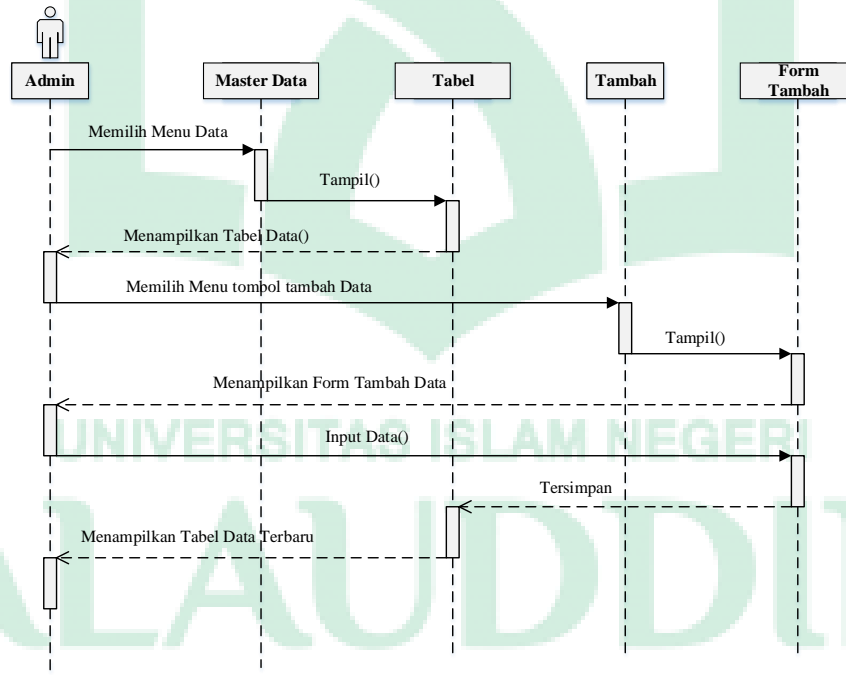 Admin
Master Data
Tabel
Tambah
Form
Tambah
Memilih Menu Data
Tampil()
Menampilkan Tabel Data()
Memilih Menu tombol tambah Data
Tampil()
Menampilkan Form Tambah Data
UNIVERSITAS ISLAM NEGERI
Input Data()
Tersimpan
ALAUDDI
Menampilkan Tabel Data Terbaru